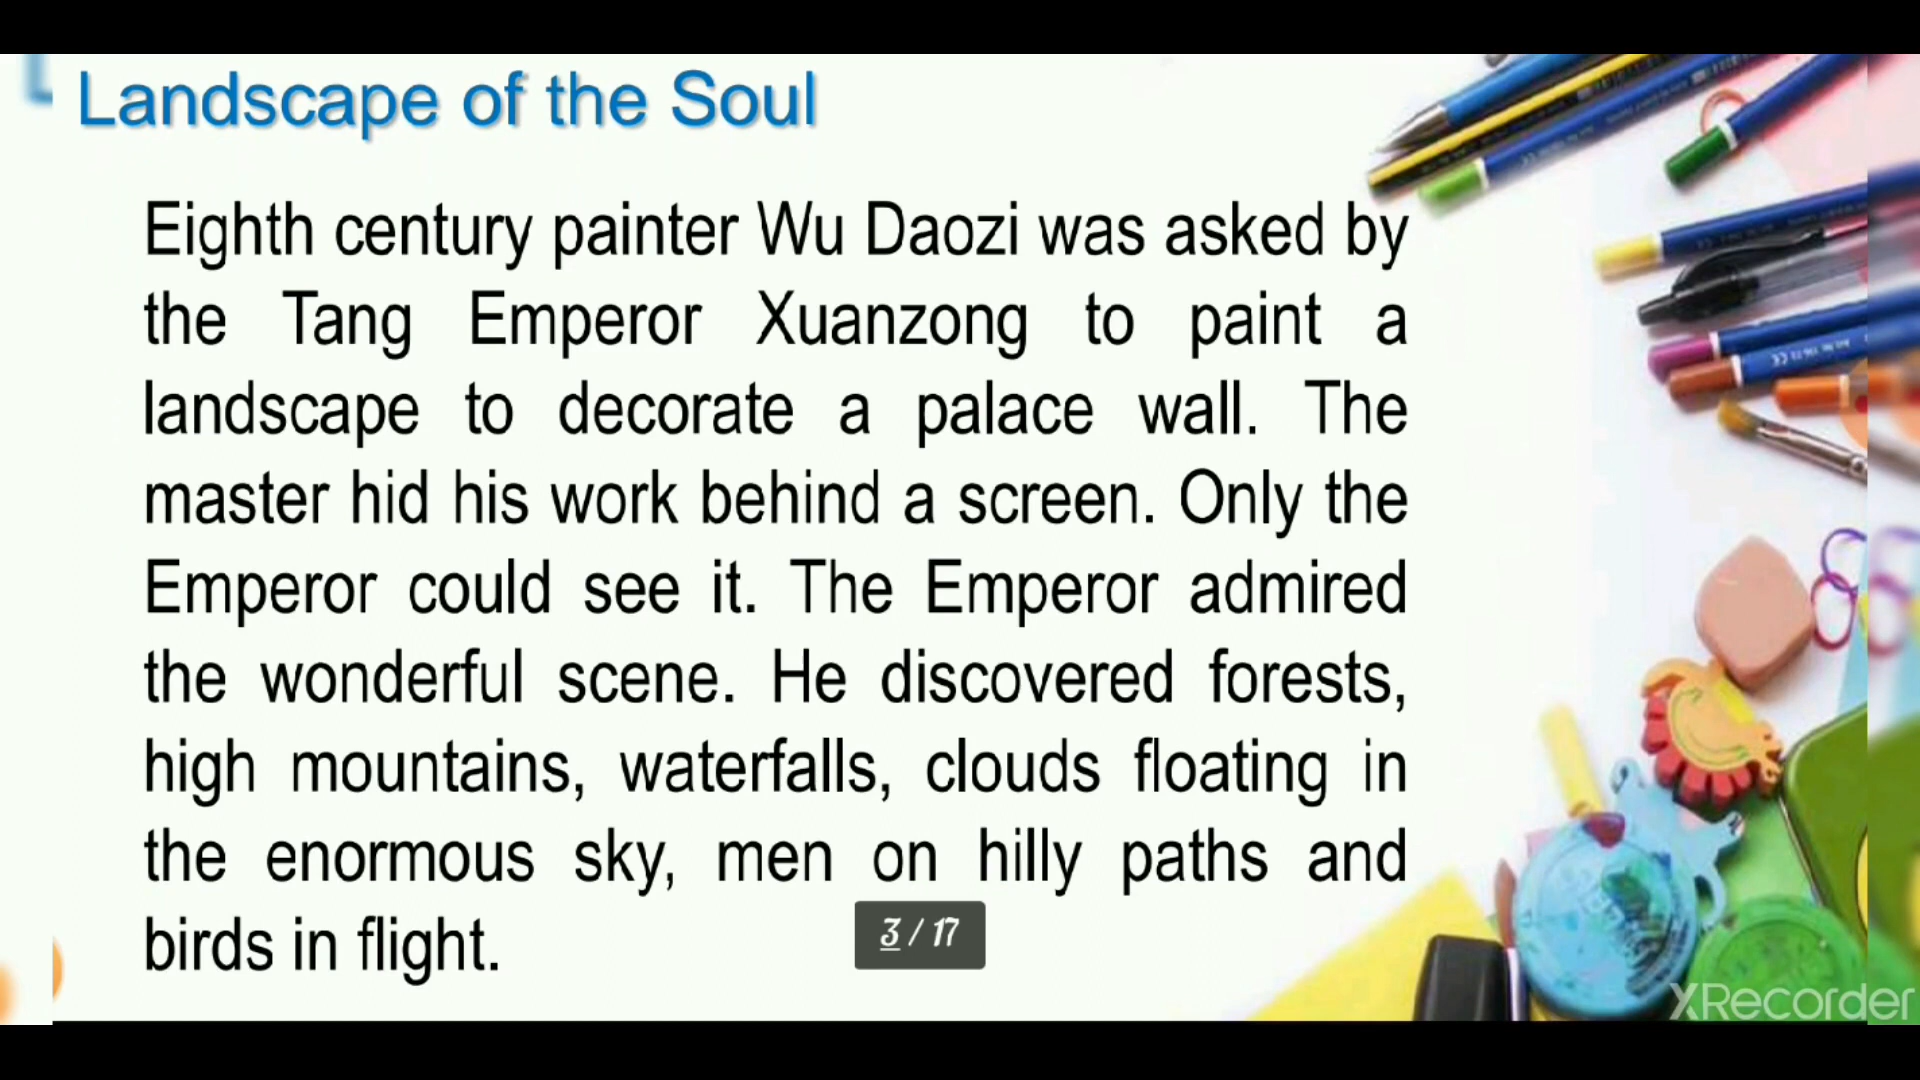 Landscape of the Soul
Eighth century painter Wu Daozi was asked by
the Tang Emperor Xuanzong to paint a
landscape to decorate a palace wall. The
master hid his work behind a screen. Only the
Emperor could see it. The Emperor admired
the wonderful scene. He discovered forests,
high mountains, waterfalls, clouds floating in
the enormous sky, men on hilly paths and
birds in flight.
3 / 17
XRecorder